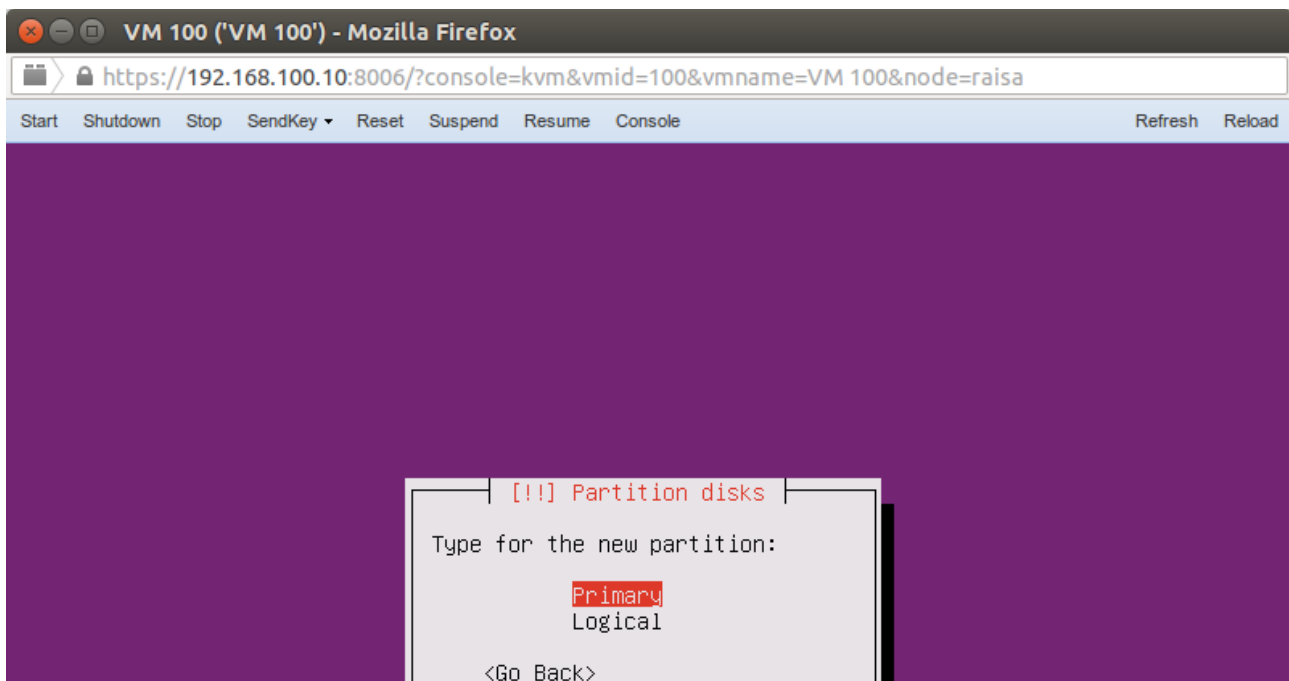 VM 100 ('VM 100') - Mozilla Firefox
https://192.168.100.10:8006/?console=kvm&vmid=100&vmname=VM 100&node=raisa
Start Shutdown Stop SendKey Reset Suspend Resume Console Refresh Reload
[!!] Partition disks
Type for the new partition:
Primary
Logical
<Go Back>